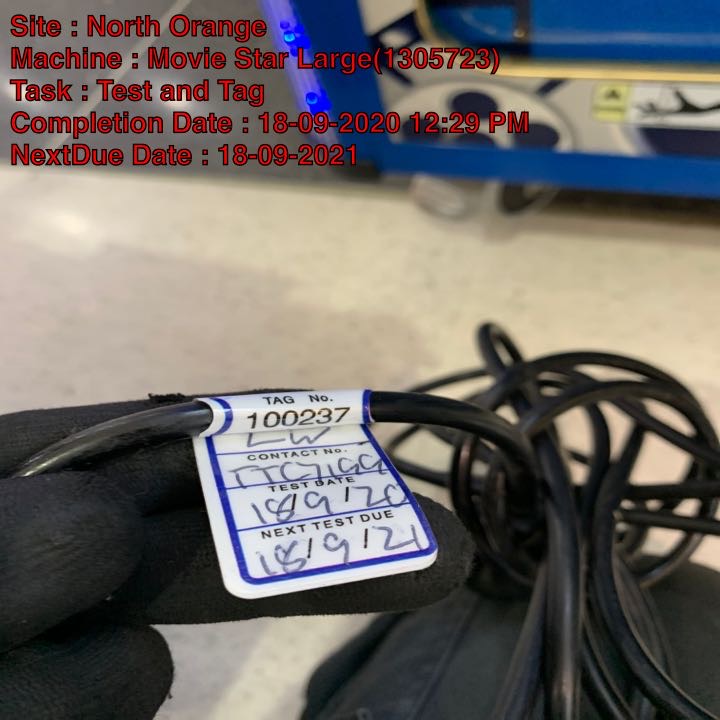 Site : North Orange
Machine : Movie Star Large(1305723)
Task : Test and Tag
Completion Date : 18-09-2020 12:29 PM
NextDue Date : 18-09-2021
TAG No.
100237
LW
CONTACT No.
TEST DATE
18/9/20
NEXT TEST DUE
18/9/21